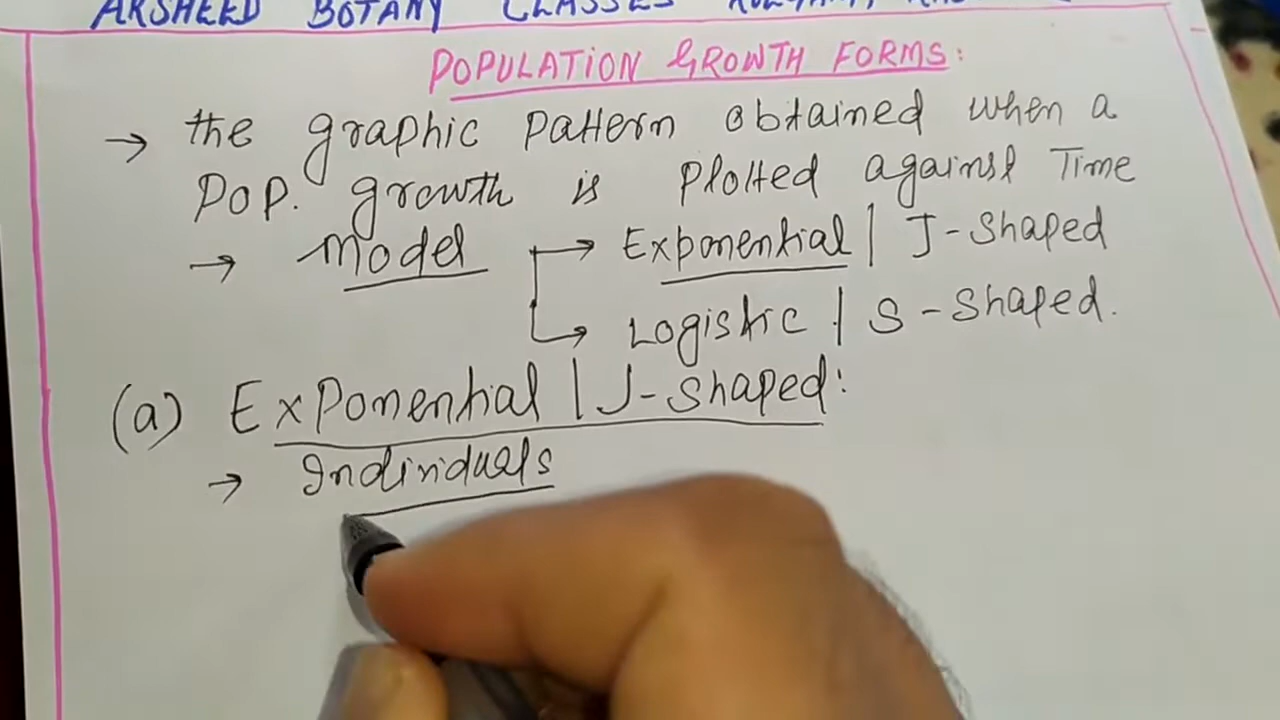 ARSHEED BOTANY CLASSES
POPULATION GROWTH FORMS:
→ the graphic pattern obtained when a
Pop. growth is Plotted against Time
→ Model → Exponential | J-Shaped
→ Logistic | S-Shaped.
(a) Exponential | J-Shaped:
→ Individuals